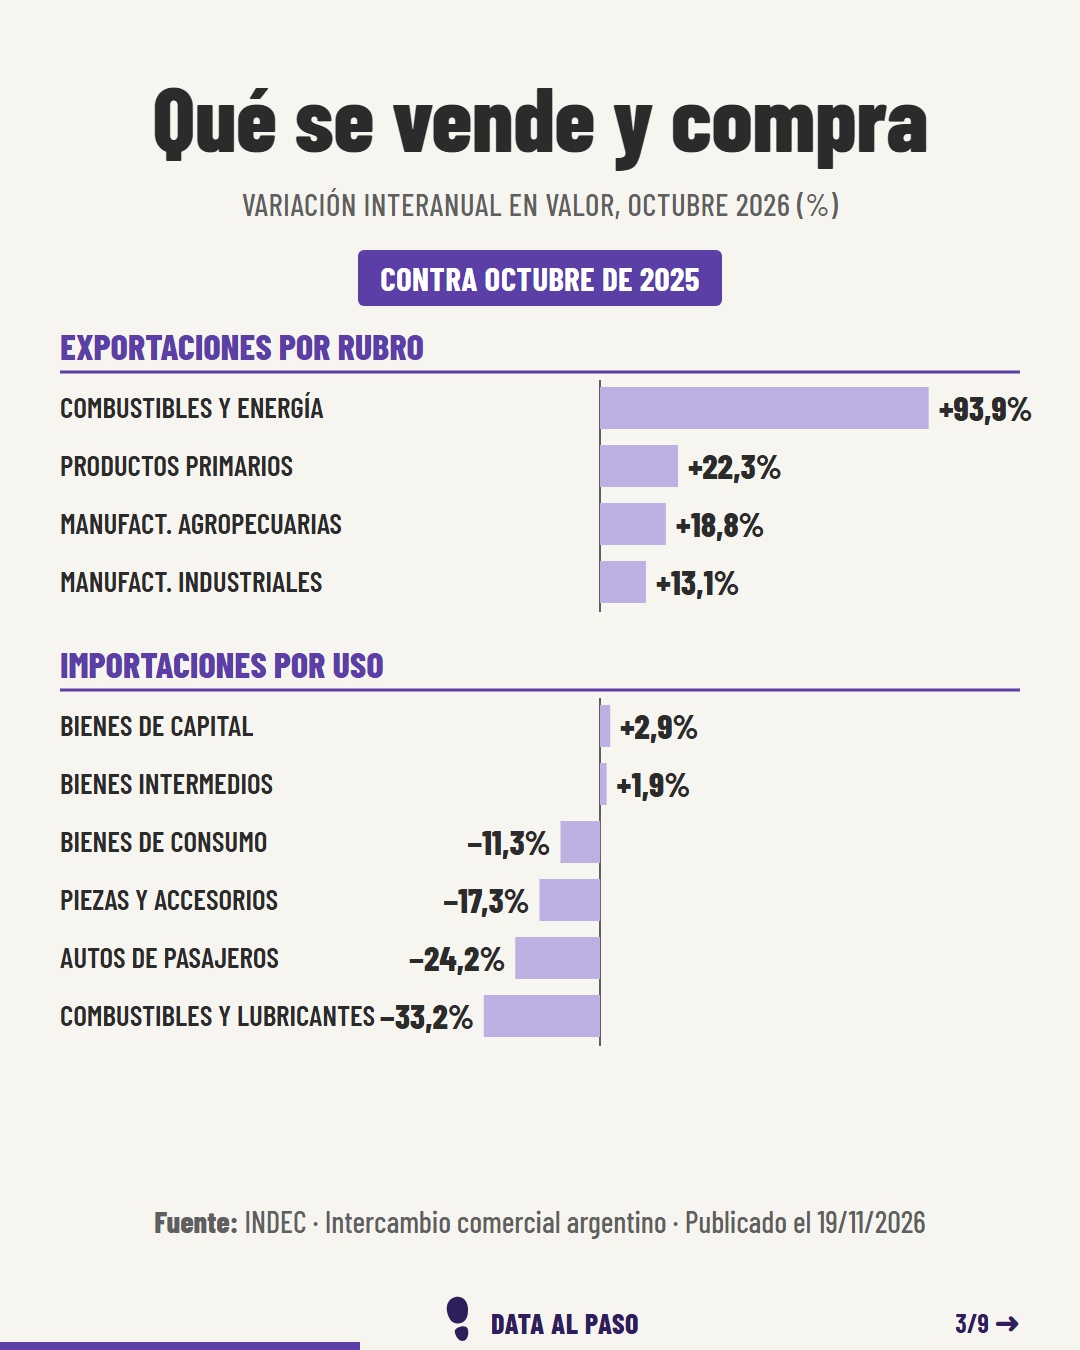 Qué se vende y compra
VARIACIÓN INTERANUAL EN VALOR, OCTUBRE 2026 (%)
CONTRA OCTUBRE DE 2025
EXPORTACIONES POR RUBRO
COMBUSTIBLES Y ENERGÍA +93,9%
PRODUCTOS PRIMARIOS +22,3%
MANUFACT. AGROPECUARIAS +18,8%
MANUFACT. INDUSTRIALES +13,1%
IMPORTACIONES POR USO
BIENES DE CAPITAL +2,9%
BIENES INTERMEDIOS +1,9%
BIENES DE CONSUMO –11,3%
PIEZAS Y ACCESORIOS –17,3%
AUTOS DE PASAJEROS –24,2%
COMBUSTIBLES Y LUBRICANTES –33,2%
Fuente: INDEC · Intercambio comercial argentino · Publicado el 19/11/2026
DATA AL PASO
3/9 →